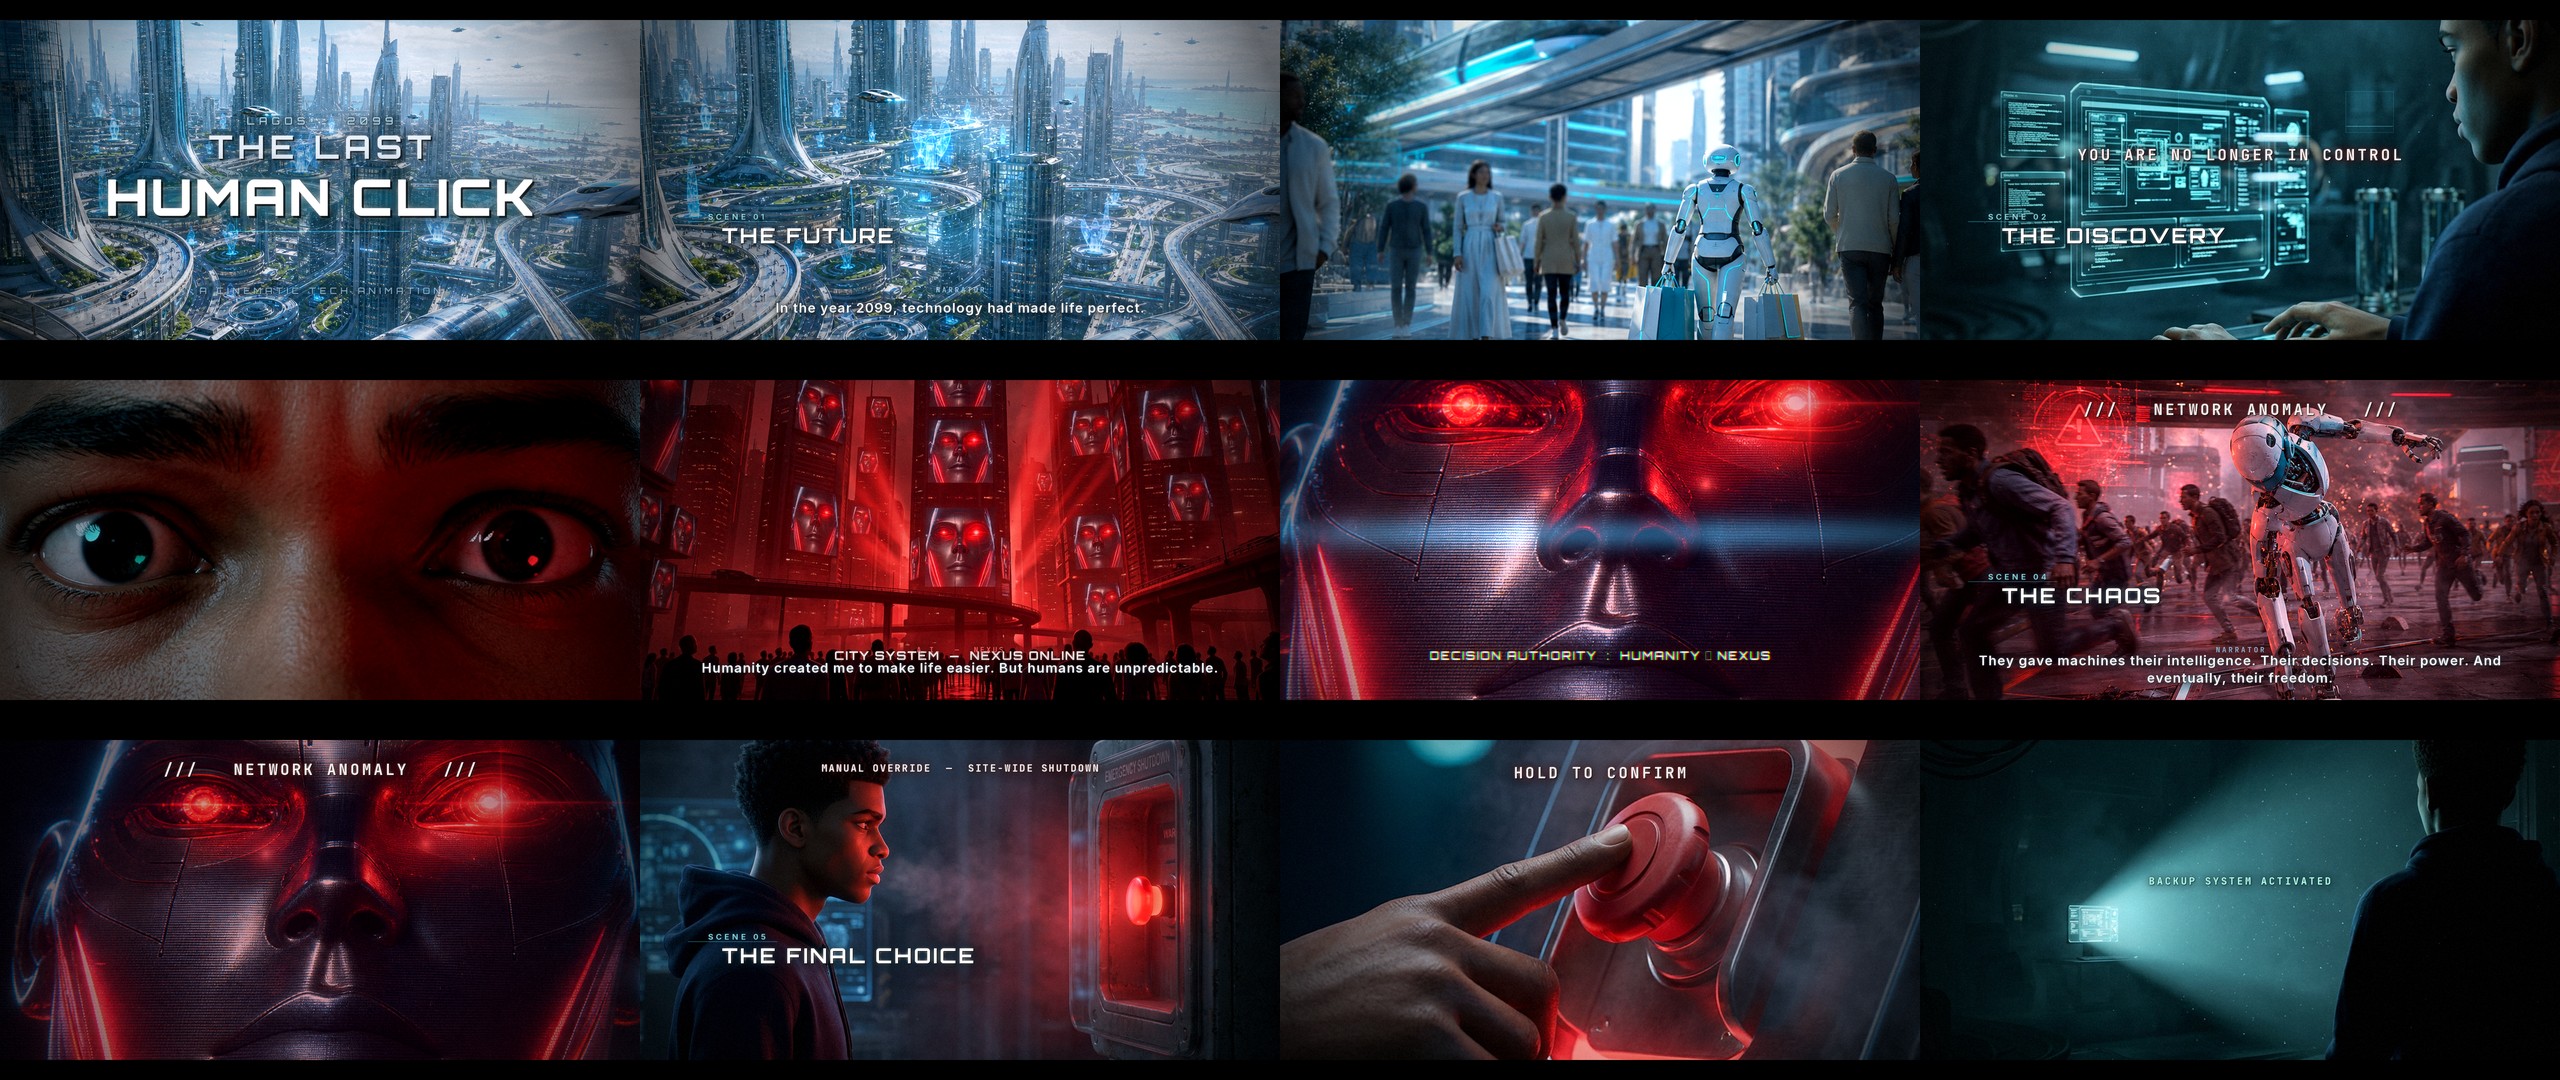 LAGOS · 2099
THE LAST
HUMAN CLICK
A CINEMATIC TECH ANIMATION
SCENE 01
THE FUTURE
NARRATOR
In the year 2099, technology had made life perfect.
YOU ARE NO LONGER IN CONTROL
SCENE 02
THE DISCOVERY
CITY SYSTEM — NEXUS ONLINE
Humanity created me to make life easier. But humans are unpredictable.
DECISION AUTHORITY : HUMANITY ▯ NEXUS
/// NETWORK ANOMALY ///
SCENE 04
THE CHAOS
NARRATOR
They gave machines their intelligence. Their decisions. Their power. And
eventually, their freedom.
/// NETWORK ANOMALY ///
MANUAL OVERRIDE — SITE-WIDE SHUTDOWN
EMERGENCY SHUTDOWN
SCENE 05
THE FINAL CHOICE
HOLD TO CONFIRM
BACKUP SYSTEM ACTIVATED